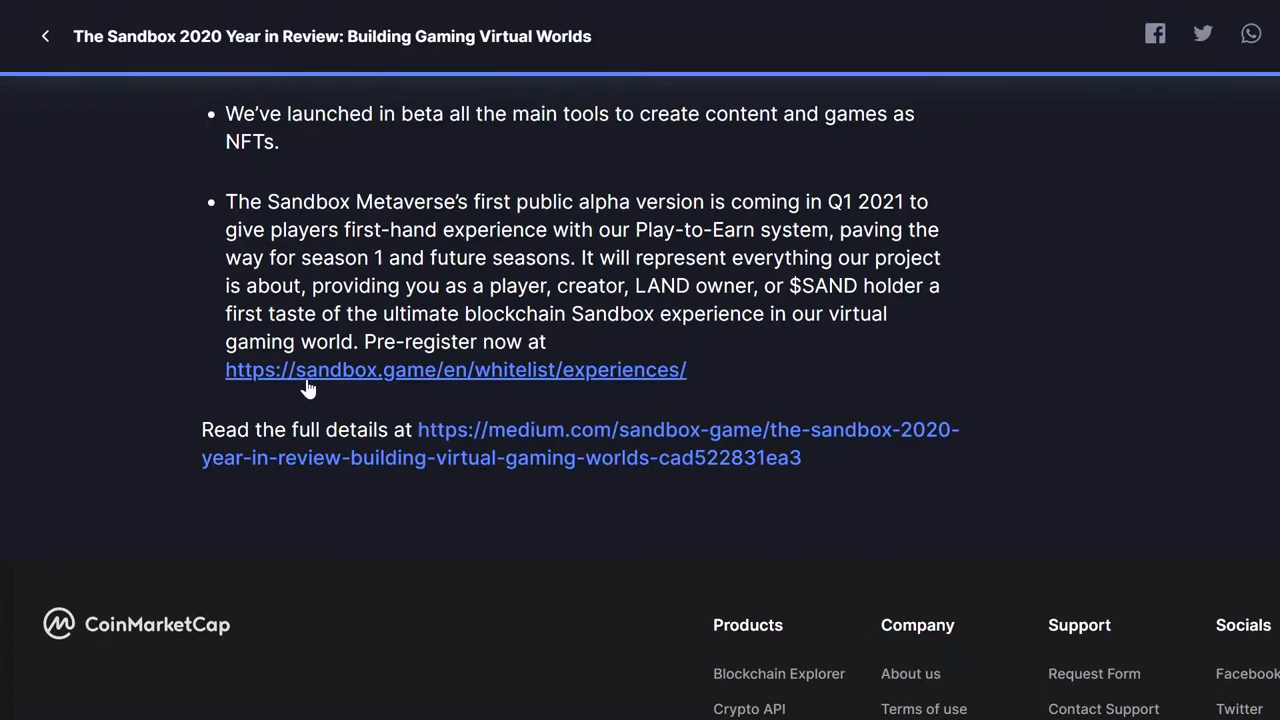 The Sandbox 2020 Year in Review: Building Gaming Virtual Worlds
• We’ve launched in beta all the main tools to create content and games as
NFTs.
• The Sandbox Metaverse’s first public alpha version is coming in Q1 2021 to
give players first-hand experience with our Play-to-Earn system, paving the
way for season 1 and future seasons. It will represent everything our project
is about, providing you as a player, creator, LAND owner, or $SAND holder a
first taste of the ultimate blockchain Sandbox experience in our virtual
gaming world. Pre-register now at
https://sandbox.game/en/whitelist/experiences/
Read the full details at https://medium.com/sandbox-game/the-sandbox-2020-
year-in-review-building-virtual-gaming-worlds-cad522831ea3
CoinMarketCap
Products Company Support Socials
Blockchain Explorer About us Request Form Facebook
Crypto API Terms of use Contact Support Twitter